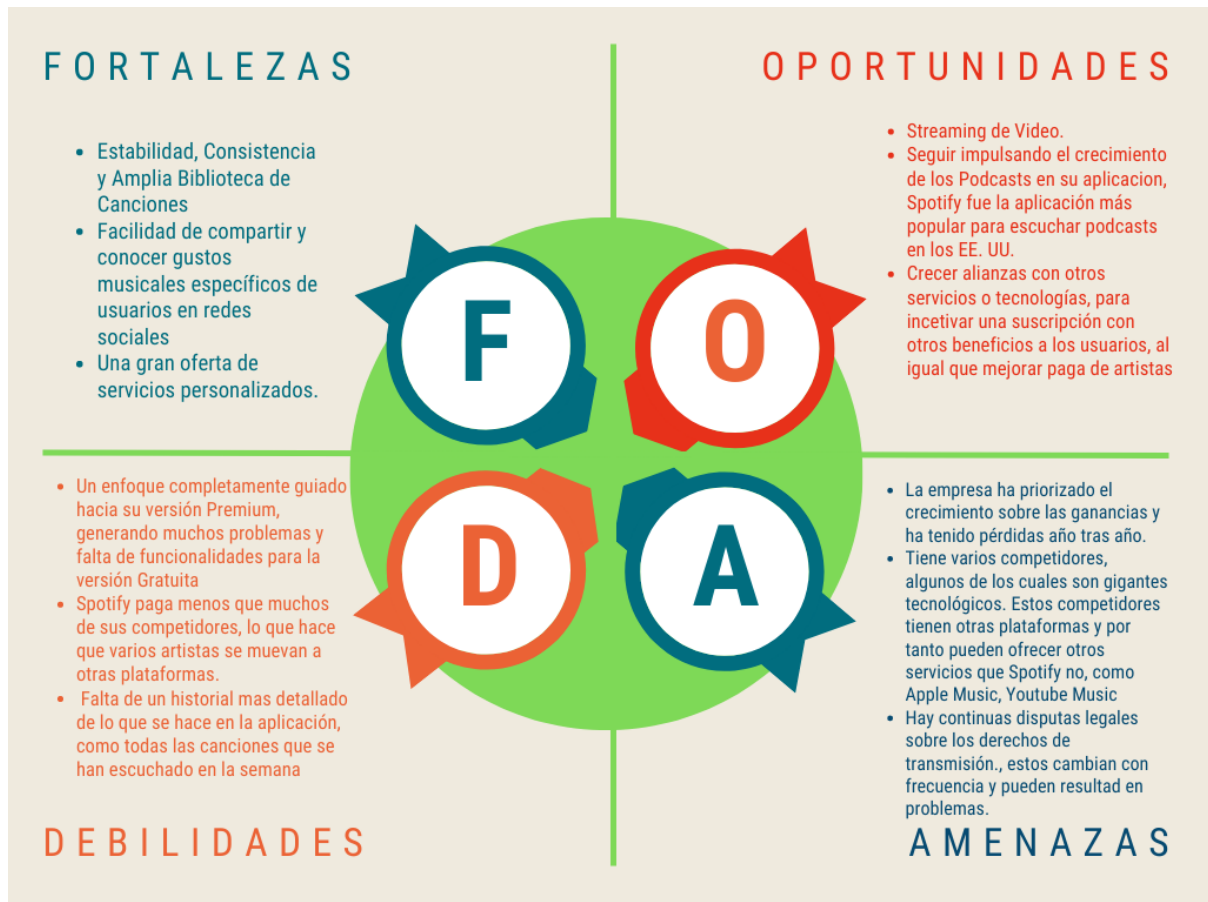 FORTALEZAS
• Estabilidad, Consistencia
y Amplia Biblioteca de
Canciones
• Facilidad de compartir y
conocer gustos
musicales específicos de
usuarios en redes
sociales
• Una gran oferta de
servicios personalizados.
OPORTUNIDADES
• Streaming de Video.
• Seguir impulsando el crecimiento
de los Podcasts en su aplicacion,
Spotify fue la aplicación más
popular para escuchar podcasts
en los EE. UU.
• Crecer alianzas con otros
servicios o tecnologías, para
incetivar una suscripción con
otros beneficios a los usuarios, al
igual que mejorar paga de artistas
F
O
D
A
• Un enfoque completamente guiado
hacia su versión Premium,
generando muchos problemas y
falta de funcionalidades para la
versión Gratuita
• Spotify paga menos que muchos
de sus competidores, lo que hace
que varios artistas se muevan a
otras plataformas.
• Falta de un historial mas detallado
de lo que se hace en la aplicación,
como todas las canciones que se
han escuchado en la semana
DEBILIDADES
• La empresa ha priorizado el
crecimiento sobre las ganancias y
ha tenido pérdidas año tras año.
• Tiene varios competidores,
algunos de los cuales son gigantes
tecnológicos. Estos competidores
tienen otras plataformas y por
tanto pueden ofrecer otros
servicios que Spotify no, como
Apple Music, Youtube Music
• Hay continuas disputas legales
sobre los derechos de
transmisión., estos cambian con
frecuencia y pueden resultad en
problemas.
AMENAZAS